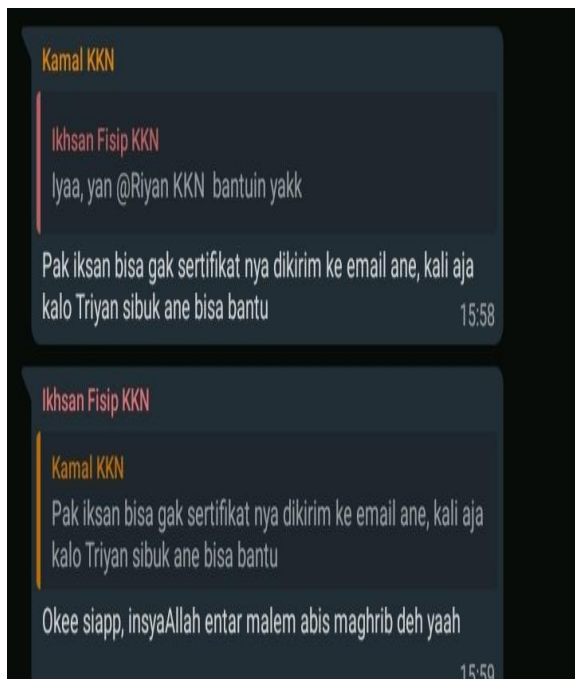 Kamal KKN
Ikhsan Fisip KKN
Iyaa, yan @Riyan KKN bantuin yakk
Pak iksan bisa gak sertifikat nya dikirim ke email ane, kali aja
kalo Triyan sibuk ane bisa bantu
15:58
Ikhsan Fisip KKN
Kamal KKN
Pak iksan bisa gak sertifikat nya dikirim ke email ane, kali aja
kalo Triyan sibuk ane bisa bantu
Okee siapp, insyaAllah entar malem abis maghrib deh yaah
15:59